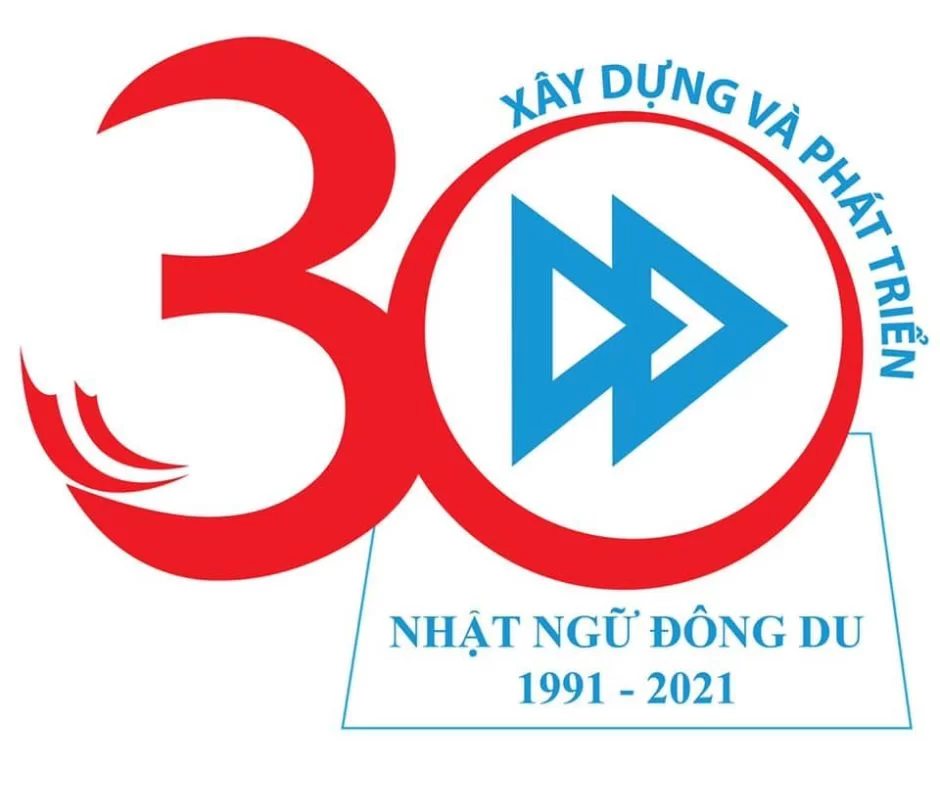 30
XÂY DỰNG VÀ PHÁT TRIỂN
NHẬT NGỮ ĐÔNG DU
1991 - 2021